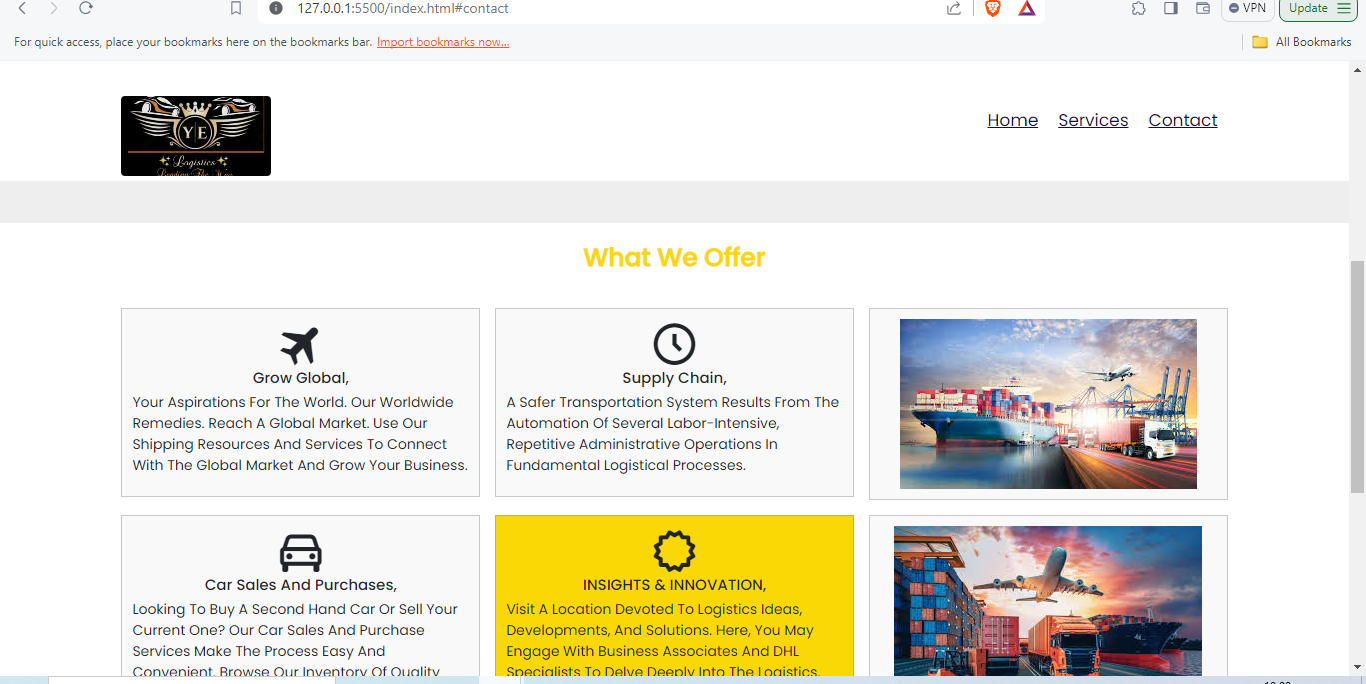 127.0.0.1:5500/index.html#contact
VPN
Update
For quick access, place your bookmarks here on the bookmarks bar. Import bookmarks now...
All Bookmarks
Y E
Logistics
Leading The Way
Home Services Contact
What We Offer
Grow Global,
Your Aspirations For The World. Our Worldwide
Remedies. Reach A Global Market. Use Our
Shipping Resources And Services To Connect
With The Global Market And Grow Your Business.
Supply Chain,
A Safer Transportation System Results From The
Automation Of Several Labor-Intensive,
Repetitive Administrative Operations In
Fundamental Logistical Processes.
Car Sales And Purchases,
Looking To Buy A Second Hand Car Or Sell Your
Current One? Our Car Sales And Purchase
Services Make The Process Easy And
Convenient. Browse Our Inventory Of Quality
INSIGHTS & INNOVATION,
Visit A Location Devoted To Logistics Ideas,
Developments, And Solutions. Here, You May
Engage With Business Associates And DHL
Specialists To Delve Deeply Into The Logistics.